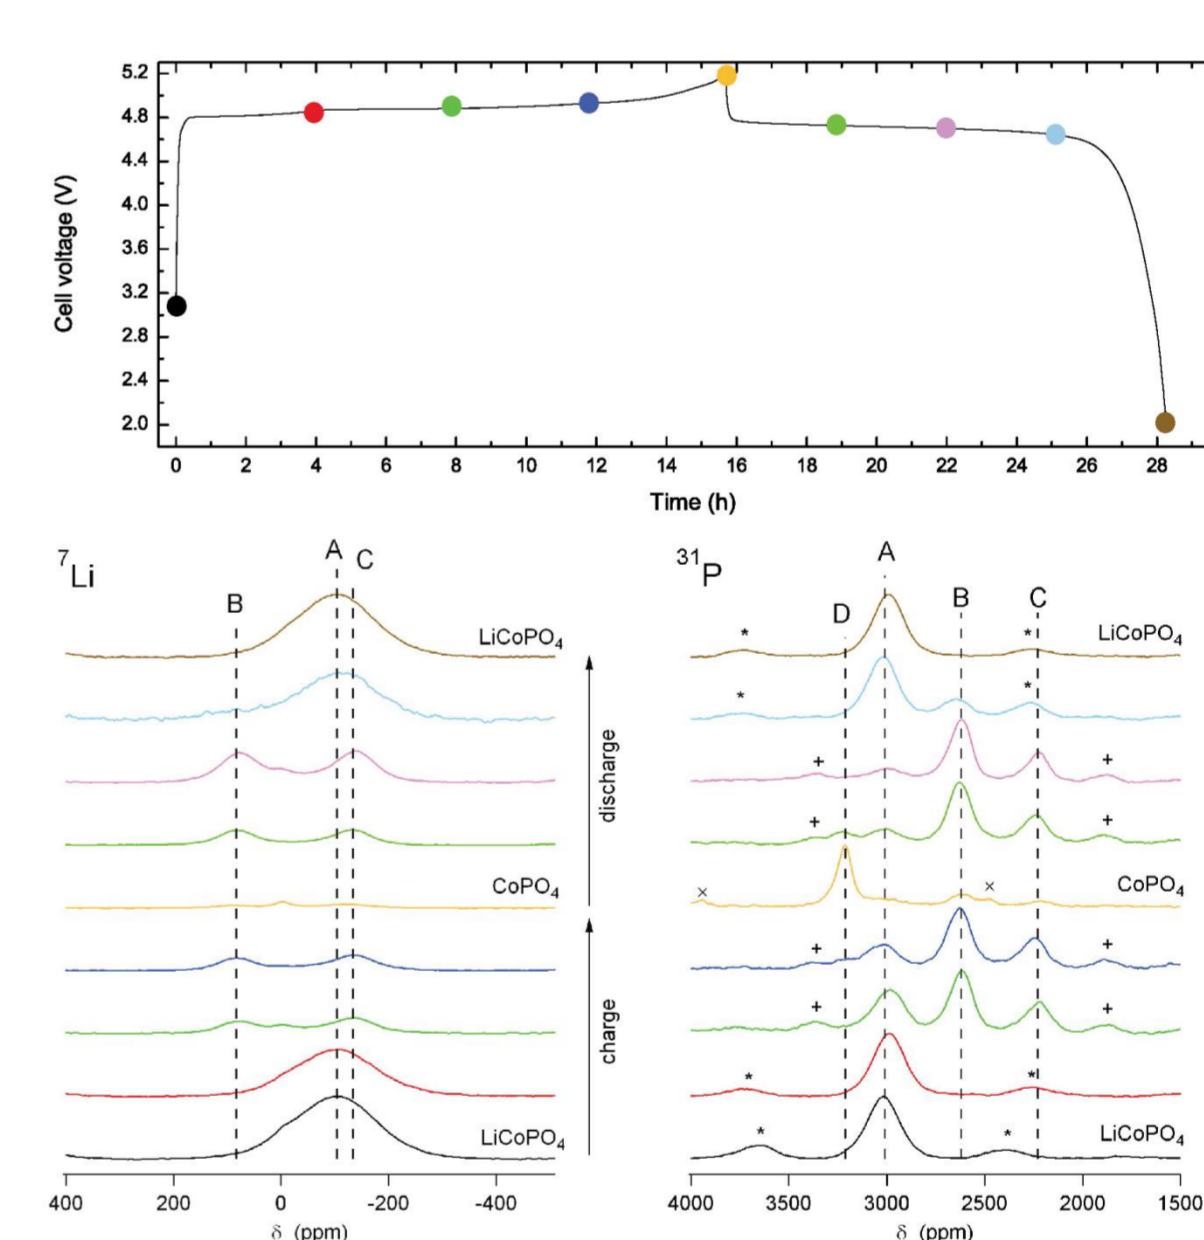 5.2
4.8
4.4
4.0
3.6
3.2
2.8
2.4
2.0
Cell voltage (V)
0 2 4 6 8 10 12 14 16 18 20 22 24 26 28
Time (h)
⁷Li
A
C
B
LiCoPO₄
CoPO₄
LiCoPO₄
discharge
charge
400 200 0 -200 -400
δ (ppm)
³¹P
A
D
B
C
* * LiCoPO₄
* *
+ +
+ +
× × CoPO₄
+ +
+ +
* *
* * LiCoPO₄
4000 3500 3000 2500 2000 1500
δ (ppm)